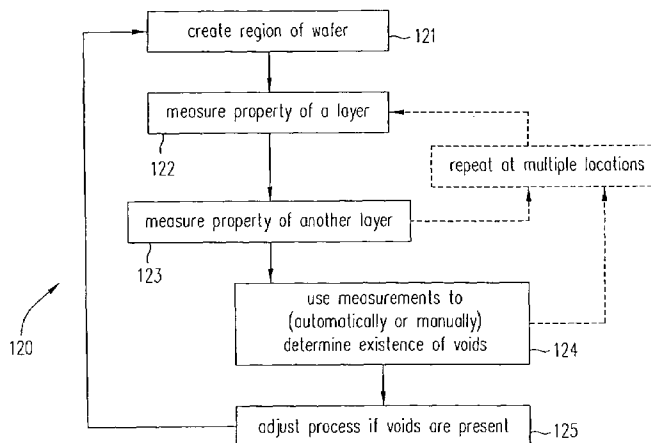 create region of wafer
121
measure property of a layer
122
repeat at multiple locations
measure property of another layer
123
use measurements to
(automatically or manually)
determine existence of voids
124
120
adjust process if voids are present
125